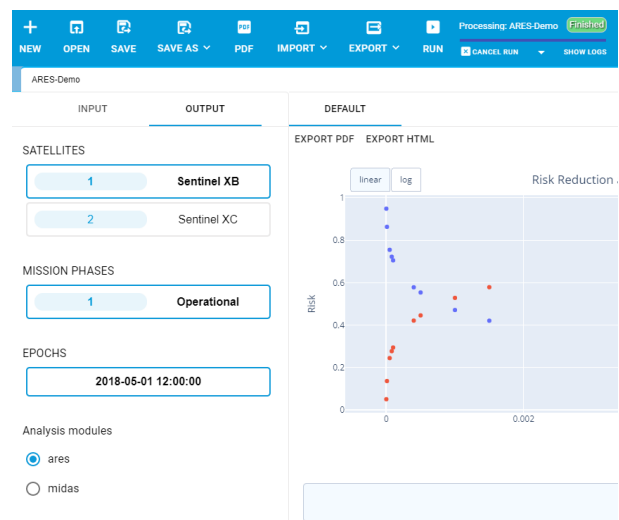 NEW OPEN SAVE SAVE AS PDF PDF IMPORT EXPORT RUN
Processing: ARES-Demo Finished
CANCEL RUN SHOW LOGS
ARES-Demo
INPUT OUTPUT DEFAULT
EXPORT PDF EXPORT HTML
SATELLITES
1 Sentinel XB
2 Sentinel XC
MISSION PHASES
1 Operational
EPOCHS
2018-05-01 12:00:00
Analysis modules
ares
midas
linear log
Risk Reduction
1
0.8
0.6
0.4
0.2
0
Risk
0 0.002